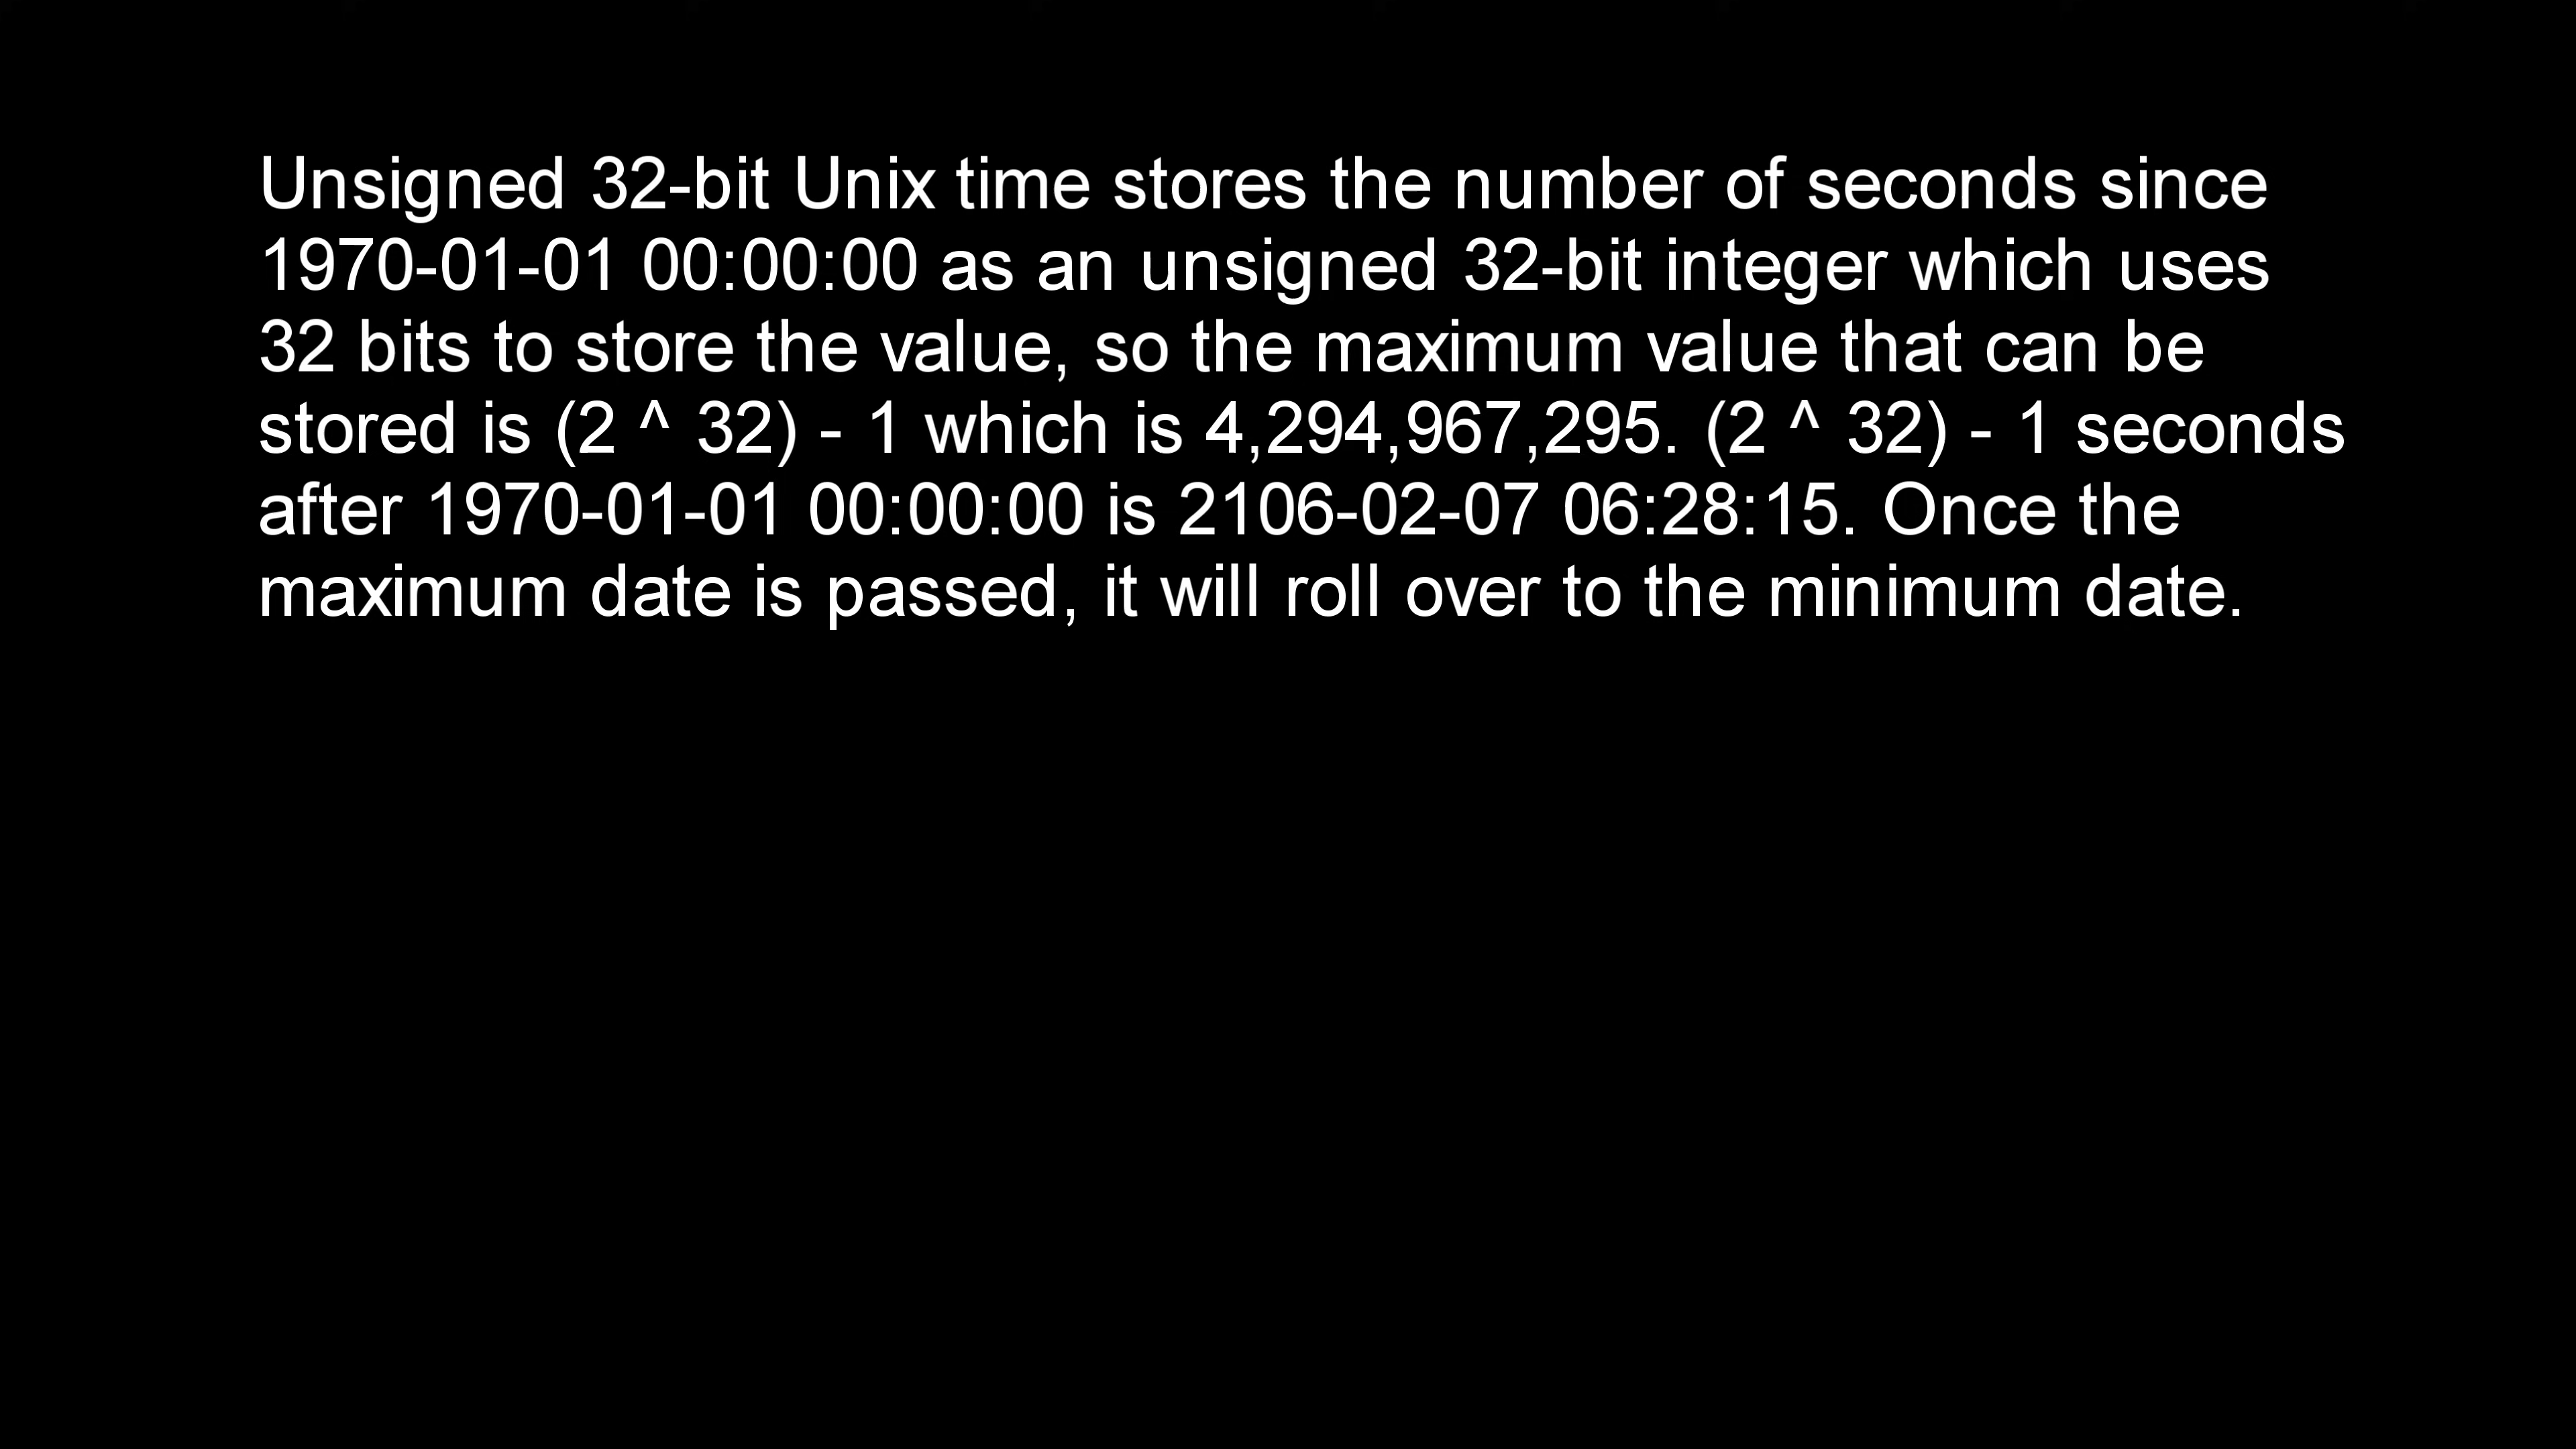 Unsigned 32-bit Unix time stores the number of seconds since
1970-01-01 00:00:00 as an unsigned 32-bit integer which uses
32 bits to store the value, so the maximum value that can be
stored is (2 ^ 32) - 1 which is 4,294,967,295. (2 ^ 32) - 1 seconds
after 1970-01-01 00:00:00 is 2106-02-07 06:28:15. Once the
maximum date is passed, it will roll over to the minimum date.